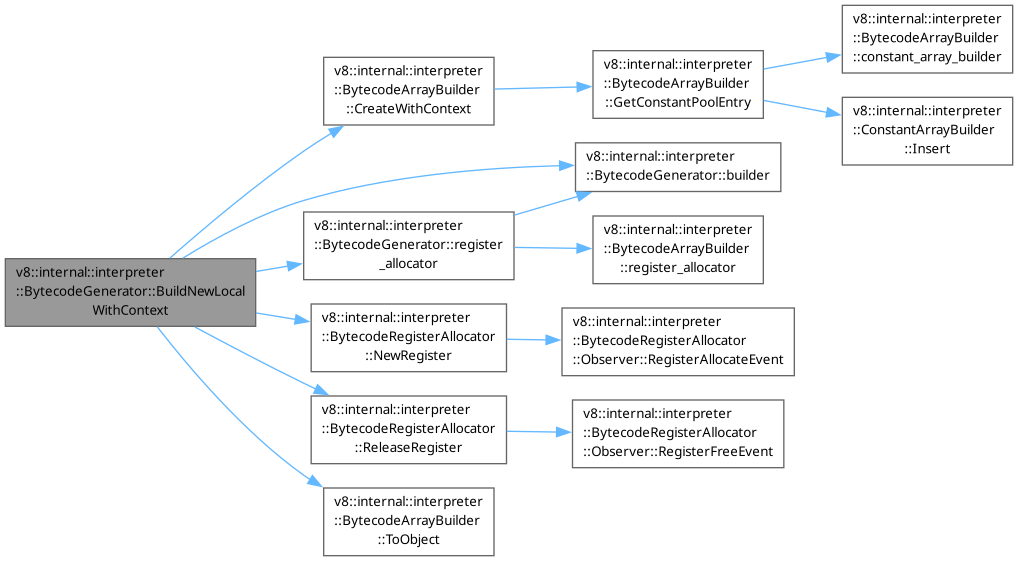 v8::internal::interpreter
::BytecodeGenerator::BuildNewLocal
WithContext
v8::internal::interpreter
::BytecodeArrayBuilder
::CreateWithContext
v8::internal::interpreter
::BytecodeArrayBuilder
::GetConstantPoolEntry
v8::internal::interpreter
::BytecodeArrayBuilder
::constant_array_builder
v8::internal::interpreter
::ConstantArrayBuilder
::Insert
v8::internal::interpreter
::BytecodeGenerator::builder
v8::internal::interpreter
::BytecodeGenerator::register
_allocator
v8::internal::interpreter
::BytecodeArrayBuilder
::register_allocator
v8::internal::interpreter
::BytecodeRegisterAllocator
::NewRegister
v8::internal::interpreter
::BytecodeRegisterAllocator
::Observer::RegisterAllocateEvent
v8::internal::interpreter
::BytecodeRegisterAllocator
::ReleaseRegister
v8::internal::interpreter
::BytecodeRegisterAllocator
::Observer::RegisterFreeEvent
v8::internal::interpreter
::BytecodeArrayBuilder
::ToObject